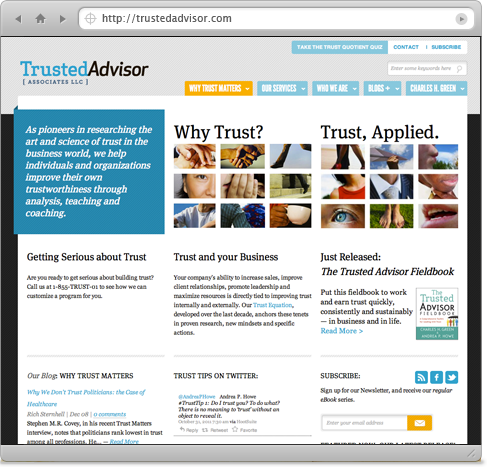 http://trustedadvisor.com
TAKE THE TRUST QUOTIENT QUIZ
CONTACT | SUBSCRIBE
TrustedAdvisor
[ ASSOCIATES LLC ]
Enter some keywords here
WHY TRUST MATTERS
OUR SERVICES
WHO WE ARE
BLOGS +
CHARLES H. GREEN
As pioneers in researching the
art and science of trust in the
business world, we help
individuals and organizations
improve their own
trustworthiness through
analysis, teaching and
coaching.
Why Trust?
Trust, Applied.
Getting Serious about Trust
Are you ready to get serious about building trust?
Call us at 1-855-TRUST-01 to see how we can
customize a program for you.
Trust and your Business
Your company's ability to increase sales, improve
client relationships, promote leadership and
maximize resources is directly tied to improving trust
internally and externally. Our Trust Equation,
developed over the last decade, anchors these tenets
in proven research, new mindsets and specific
actions.
Just Released:
The Trusted Advisor Fieldbook
Put this fieldbook to work
and earn trust quickly,
consistently and sustainably
— in business and in life.
Read More >
The
Trusted
ADVISOR
FIELDBOOK
CHARLES H. GREEN
ANDREA P. HOWE
Our Blog: WHY TRUST MATTERS
Why We Don't Trust Politicians: the Case of
Healthcare
Rich Sternhell | Dec 08 | 0 comments
Stephen M.R. Covey, in his recent Trust Matters
interview, notes that politicians rank lowest in trust
among all professions. He... — Read More
TRUST TIPS ON TWITTER:
@AndreaPHowe Andrea P. Howe
#TrustTip 1: Do I trust you? To do what?
There is no meaning to 'trust' without an
object to reveal it.
Reply Retweet Favorite
SUBSCRIBE:
Sign up for our Newsletter, and receive our regular
eBook series.
Enter your email address